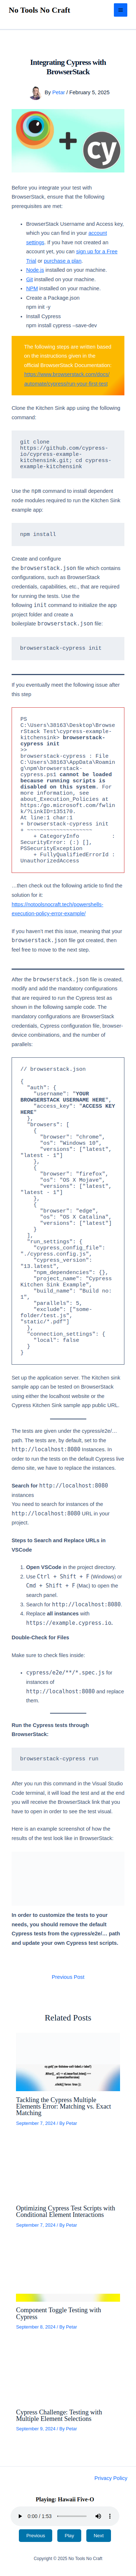 No Tools No Craft
Integrating Cypress with
BrowserStack
By Petar / February 5, 2025
cy
Before you integrate your test with
BrowserStack, ensure that the following
prerequisites are met:
BrowserStack Username and Access key,
which you can find in your account
settings. If you have not created an
account yet, you can sign up for a Free
Trial or purchase a plan.
Node.js installed on your machine.
Git installed on your machine.
NPM installed on your machine.
Create a Package.json
npm init -y
Install Cypress
npm install cypress –save-dev
The following steps are written based
on the instructions given in the
official BrowserStack Documentation:
https://www.browserstack.com/docs/
automate/cypress/run-your-first-test
Clone the Kitchen Sink app using the following
command:
git clone
https://github.com/cypress-
io/cypress-example-
kitchensink.git; cd cypress-
example-kitchensink
Use the npm command to install dependent
node modules required to run the Kitchen Sink
example app:
npm install
Create and configure
the browserstack.json file which contains
configurations, such as BrowserStack
credentials, capabilities, etc., that are required
for running the tests. Use the
following init command to initialize the app
project folder and create a
boilerplate browserstack.json file:
browserstack-cypress init
If you eventually meet the following issue after
this step
PS
C:\Users\38163\Desktop\Browse
rStack Test\cypress-example-
kitchensink> browserstack-
cypress init
>>
browserstack-cypress : File
C:\Users\38163\AppData\Roamin
g\npm\browserstack-
cypress.ps1 cannot be loaded
because running scripts is
disabled on this system. For
more information, see
about_Execution_Policies at
https:/go.microsoft.com/fwlin
k/?LinkID=135170.
At line:1 char:1
+ browserstack-cypress init
+ ~~~~~~~~~~~~~~~~~~~~
+ CategoryInfo :
SecurityError: (:) [],
PSSecurityException
+ FullyQualifiedErrorId :
UnauthorizedAccess
…then check out the following article to find the
solution for it:
https://notoolsnocraft.tech/powershells-
execution-policy-error-example/
If you haven't met this issue, meaning that you
have
browserstack.json file opened, then
feel free to move to the next step.
After the browserstack.json file is created,
modify and match all the configurations
that are required to run our Cypress test as
shown in the following sample code. The
match configurations have BrowserStack
credentials, Cypress configuration file, browser-
device combinations, and the number of
parallels.
// browserstack.json
{
"auth": {
"username": "YOUR
BROWSERSTACK USERNAME HERE",
"access_key": "ACCESS KEY
HERE"
},
"browsers": [
{
"browser": "chrome",
"os": "Windows 10",
"versions": ["latest",
"latest - 1"]
},
{
"browser": "firefox",
"os": "OS X Mojave",
"versions": ["latest",
"latest - 1"]
},
{
"browser": "edge",
"os": "OS X Catalina",
"versions": ["latest"]
}
],
"run_settings": {
"cypress_config_file":
"./cypress.config.js",
"cypress_version":
"13.latest",
"npm_dependencies": {},
"project_name": "Cypress
Kitchen Sink Example",
"build_name": "Build no:
1",
"parallels": 5,
"exclude": ["some-
folder/test.js",
"static/*.pdf"]
},
"connection_settings": {
"local": false
}
}
Set up the application server. The Kitchen sink
sample app can be tested on BrowserStack
using either the localhost website or the
Cypress Kitchen Sink sample app public URL.
The tests are given under the cypress/e2e/…
path. The tests are, by default, set to the
http://localhost:8080 instances. In
order to run the tests on the default Cypress live
demo site, we have to replace the instances.
Search for http://localhost:8080
instances
You need to search for instances of the
http://localhost:8080 URL in your
project.
Steps to Search and Replace URLs in
VSCode
1. Open VSCode in the project directory.
2. Use Ctrl + Shift + F (Windows) or
Cmd + Shift + F (Mac) to open the
search panel.
3. Search for http://localhost:8080.
4. Replace all instances with
https://example.cypress.io.
Double-Check for Files
Make sure to check files inside:
cypress/e2e/**/*.spec.js for
instances of
http://localhost:8080 and replace
them.
Run the Cypress tests through
BrowserStack:
browserstack-cypress run
After you run this command in the Visual Studio
Code terminal, it will load the test and at the end
you will receive the BrowserStack link that you
have to open in order to see the test visual.
Here is an example screenshot of how the
results of the test look like in BrowserStack:
In order to customize the tests to your
needs, you should remove the default
Cypress tests from the cypress/e2e/… path
and update your own Cypress test scripts.
Previous Post
Related Posts
Tackling the Cypress Multiple
Elements Error: Matching vs. Exact
Matching
September 7, 2024 / By Petar
Optimizing Cypress Test Scripts with
Conditional Element Interactions
September 7, 2024 / By Petar
Component Toggle Testing with
Cypress
September 8, 2024 / By Petar
Cypress Challenge: Testing with
Multiple Element Selections
September 9, 2024 / By Petar
Privacy Policy
Playing: Hawaii Five-O
0:00 / 1:53
Previous Play Next
Copyright © 2025 No Tools No Craft